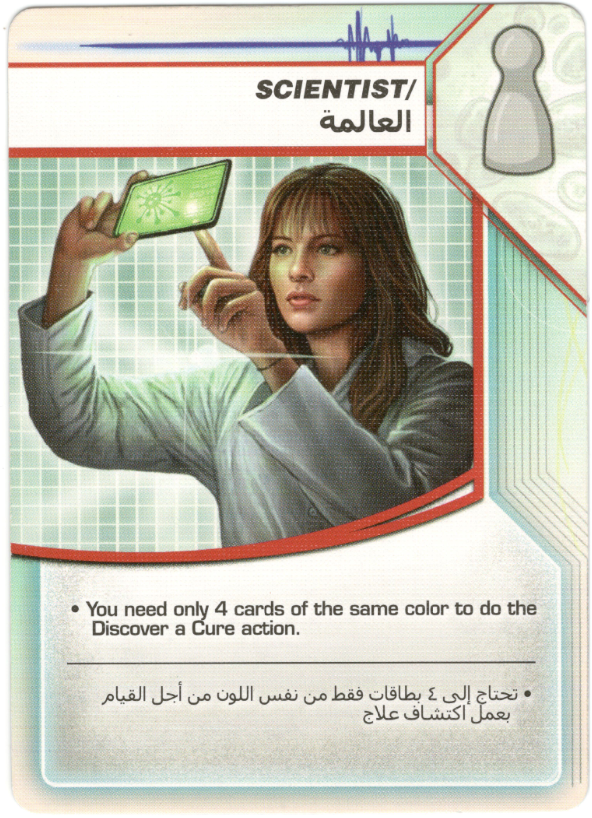 SCIENTIST/
العالمة
• You need only 4 cards of the same color to do the
Discover a Cure action.
• تحتاج إلى ٤ بطاقات فقط من نفس اللون من أجل القيام
بعمل اكتشاف علاج